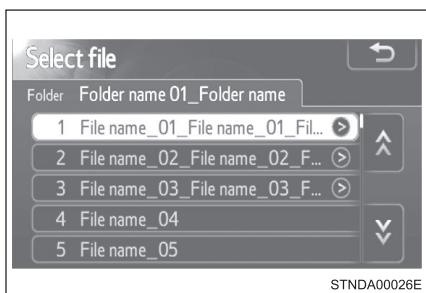 Select file
Folder Folder name 01_Folder name
1 File name_01_File name_01_Fil...
2 File name_02_File name_02_F...
3 File name_03_File name_03_F...
4 File name_04
5 File name_05
STNDA00026E